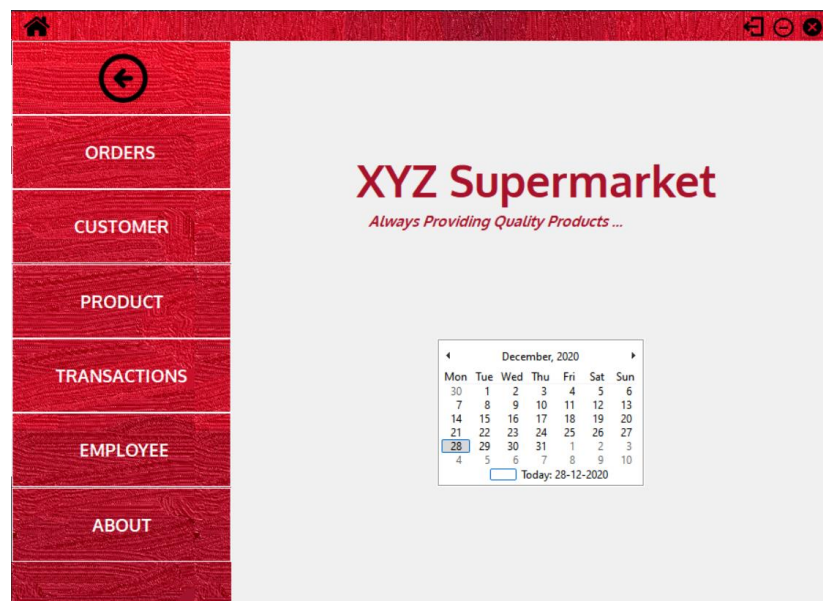 ORDERS
CUSTOMER
PRODUCT
TRANSACTIONS
EMPLOYEE
ABOUT
XYZ Supermarket
Always Providing Quality Products ...
December, 2020
Mon Tue Wed Thu Fri Sat Sun
30 1 2 3 4 5 6
7 8 9 10 11 12 13
14 15 16 17 18 19 20
21 22 23 24 25 26 27
28 29 30 31 1 2 3
4 5 6 7 8 9 10
Today: 28-12-2020